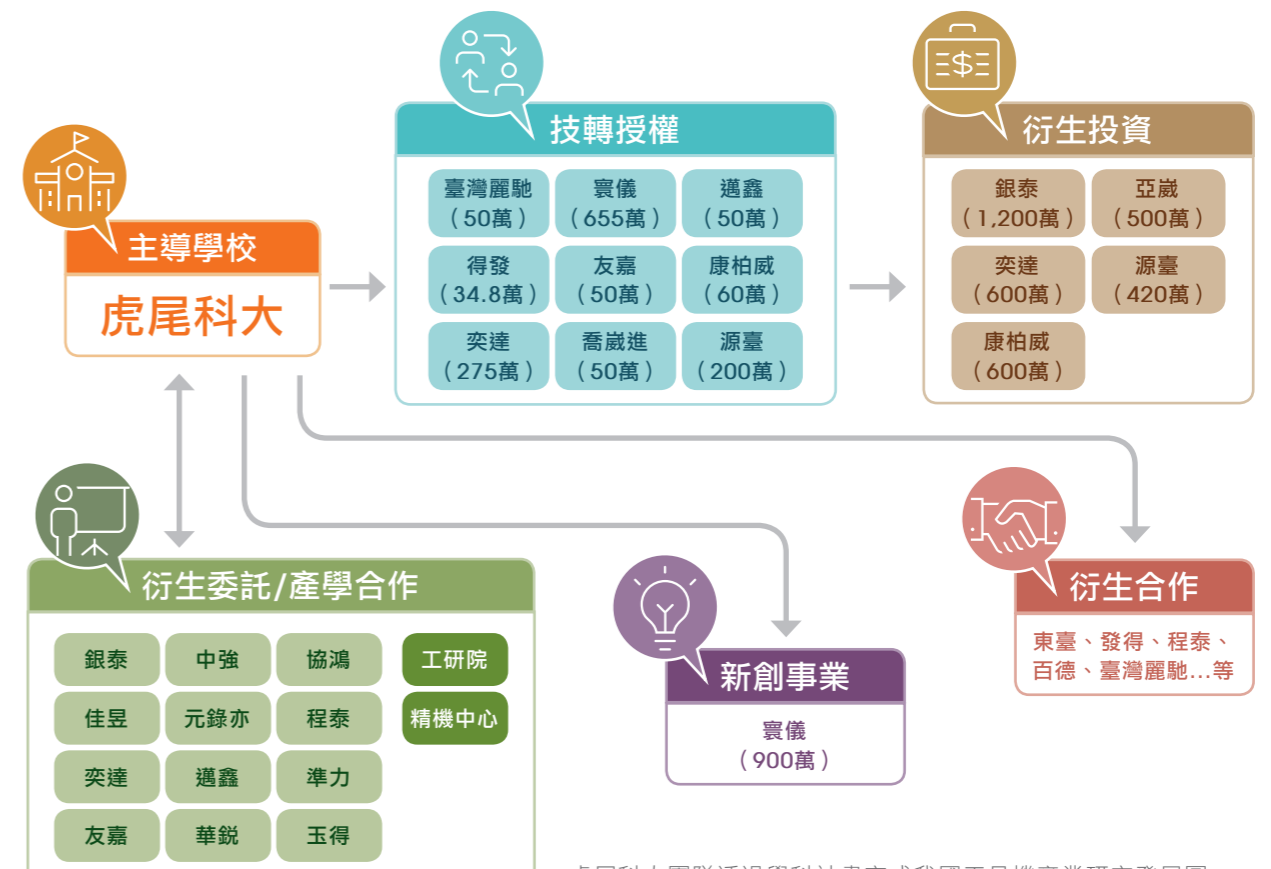 主導學校
虎尾科大
技轉授權
臺灣麗馳
（50萬）
寰儀
（655萬）
邁鑫
（50萬）
得發
（34.8萬）
友嘉
（50萬）
康柏威
（60萬）
奕達
（275萬）
喬崴進
（50萬）
源臺
（200萬）
衍生投資
銀泰
（1,200萬）
亞崴
（500萬）
奕達
（600萬）
源臺
（420萬）
康柏威
（600萬）
衍生委託/產學合作
銀泰
中強
協鴻
工研院
佳昱
元錄亦
程泰
精機中心
奕達
邁鑫
準力
友嘉
華銳
玉得
新創事業
寰儀
（900萬）
衍生合作
東臺、發得、程泰、
百德、臺灣麗馳...等